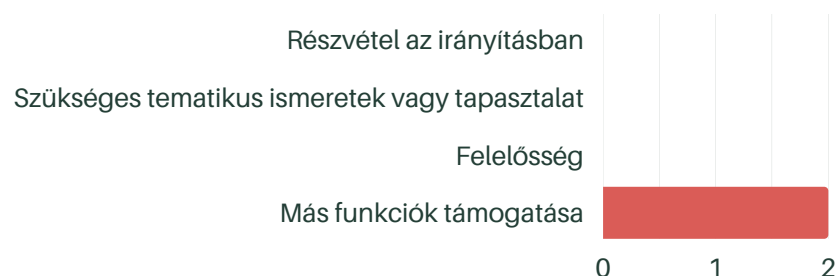 Részvétel az irányításban
Szükséges tematikus ismeretek vagy tapasztalat
Felelősség
Más funkciók támogatása
0 1 2